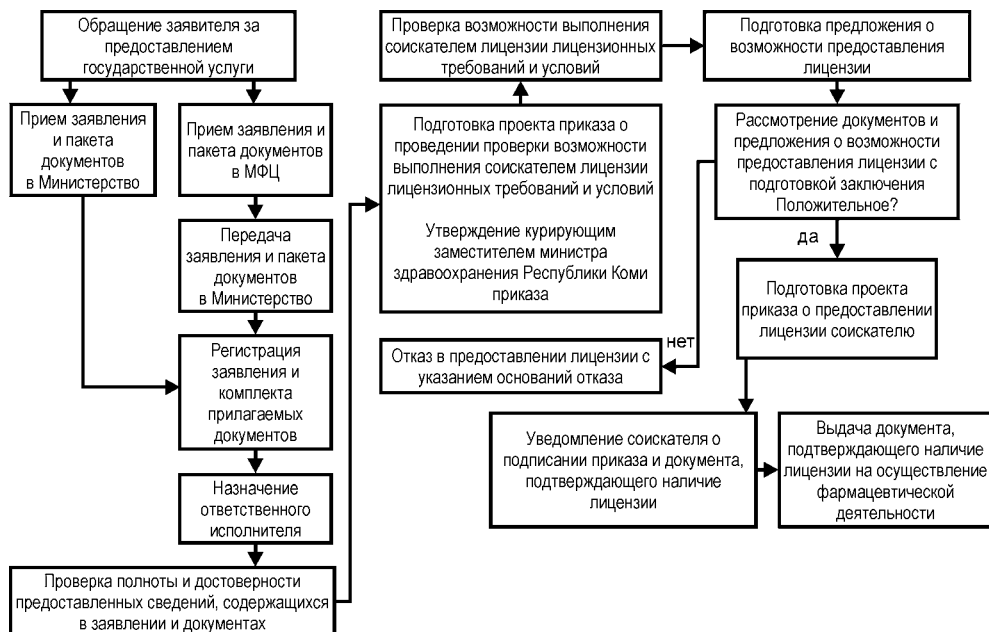 Обращение заявителя за
предоставлением
государственной услуги
Прием заявления
и пакета
документов
в Министерство
Прием заявления и
пакета документов
в МФЦ
Передача
заявления и пакета
документов
в Министерство
Регистрация
заявления и
комплекта
прилагаемых
документов
Назначение
ответственного
исполнителя
Проверка полноты и достоверности
предоставленных сведений, содержащихся
в заявлении и документах
Подготовка проекта приказа о
проведении проверки возможности
выполнения соискателем лицензии
лицензионных требований и условий
Утверждение курирующим
заместителем министра
здравоохранения Республики Коми
приказа
Проверка возможности выполнения
соискателем лицензии лицензионных
требований и условий
Подготовка предложения о
возможности предоставления
лицензии
Рассмотрение документов и
предложения о возможности
предоставления лицензии с
подготовкой заключения
Положительное?
да
Подготовка проекта
приказа о предоставлении
лицензии соискателю
нет
Отказ в предоставлении лицензии с
указанием оснований отказа
Уведомление соискателя о
подписании приказа и документа,
подтверждающего наличие
лицензии
Выдача документа,
подтверждающего наличие
лицензии на осуществление
фармацевтической
деятельности